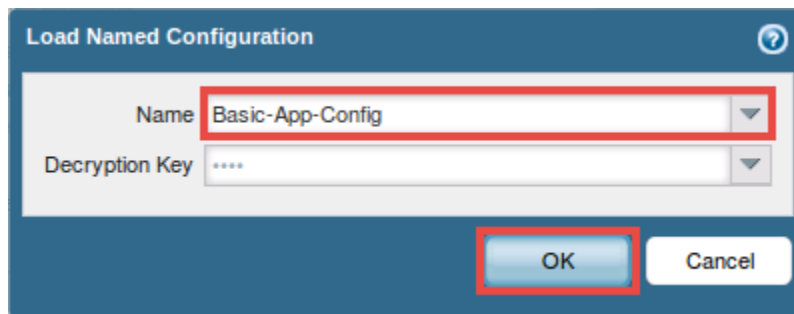 Load Named Configuration
Name Basic-App-Config
Decryption Key ····
OK Cancel